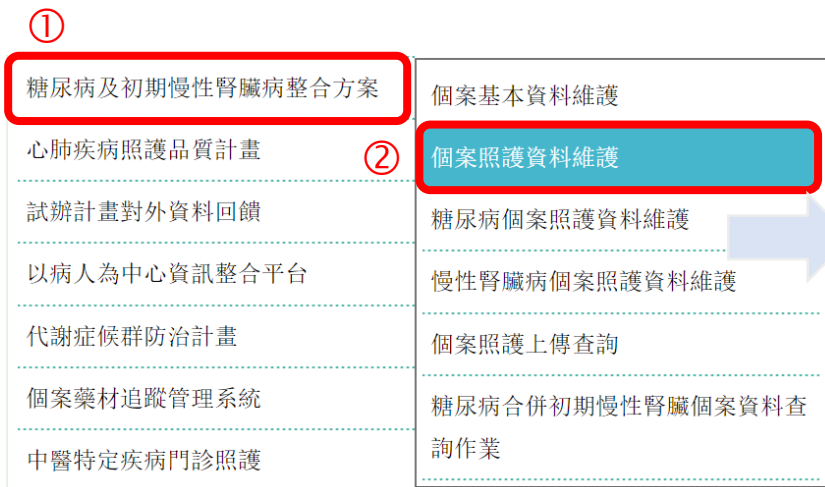 ①
糖尿病及初期慢性腎臟病整合方案
心肺疾病照護品質計畫
試辦計畫對外資料回饋
以病人為中心資訊整合平台
代謝症候群防治計畫
個案藥材追蹤管理系統
中醫特定疾病門診照護
個案基本資料維護
②
個案照護資料維護
糖尿病個案照護資料維護
慢性腎臟病個案照護資料維護
個案照護上傳查詢
糖尿病合併初期慢性腎臟個案資料查
詢作業